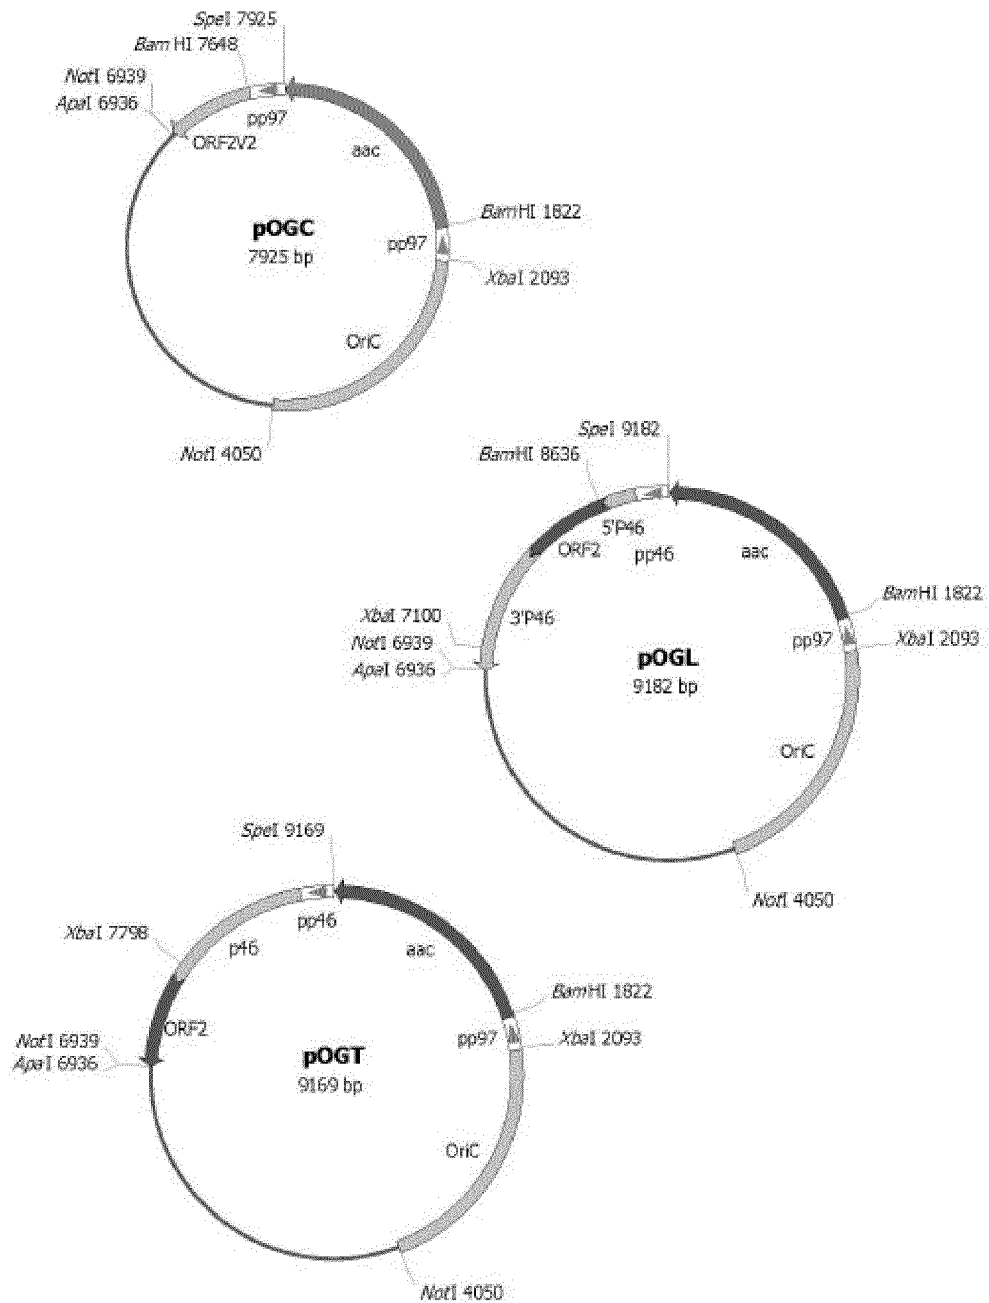 SpeI 7925
Bam HI 7648
NotI 6939
ApaI 6936
pp97
ORF2V2
aac
BamHI 1822
pOGC
pp97
7925 bp
XbaI 2093
OriC
NotI 4050
SpeI 9182
BamHI 8636
5'P46
ORF2
pp46
aac
BamHI 1822
XbaI 7100
3'P46
NotI 6939
pp97
XbaI 2093
ApaI 6936
pOGL
9182 bp
OriC
NotI 4050
SpeI 9169
pp46
XbaI 7798
p46
aac
BamHI 1822
ORF2
NotI 6939
pp97
XbaI 2093
ApaI 6936
pOGT
9169 bp
OriC
NotI 4050